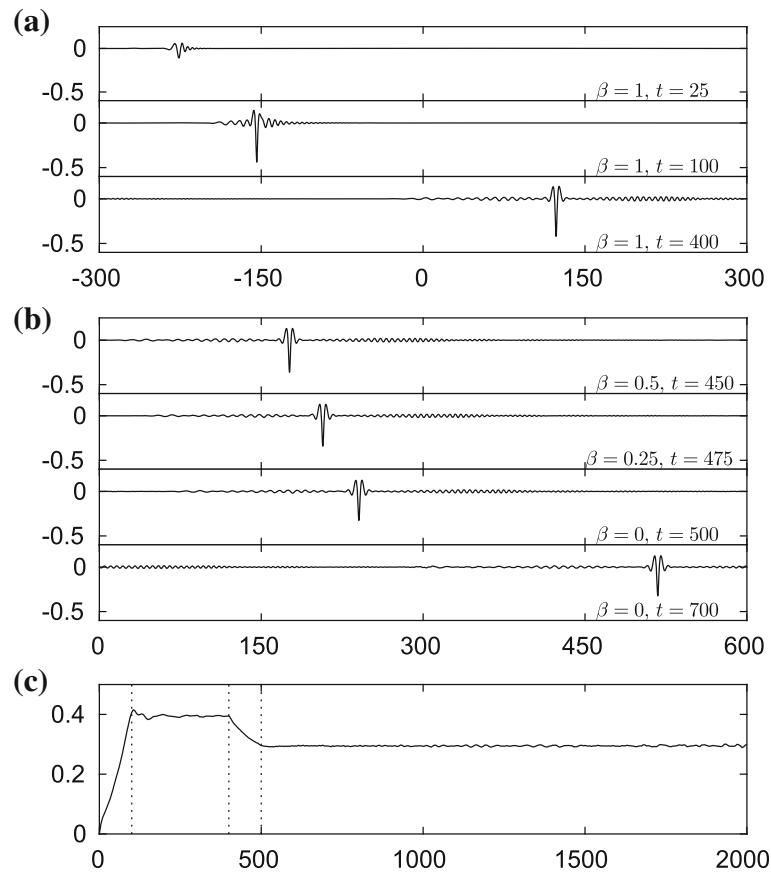 (a)
0
-0.5
β = 1, t = 25
0
-0.5
β = 1, t = 100
0
-0.5
β = 1, t = 400
-300 -150 0 150 300
(b)
0
-0.5
β = 0.5, t = 450
0
-0.5
β = 0.25, t = 475
0
-0.5
β = 0, t = 500
0
-0.5
β = 0, t = 700
0 150 300 450 600
(c)
0.4
0.2
0
0 500 1000 1500 2000